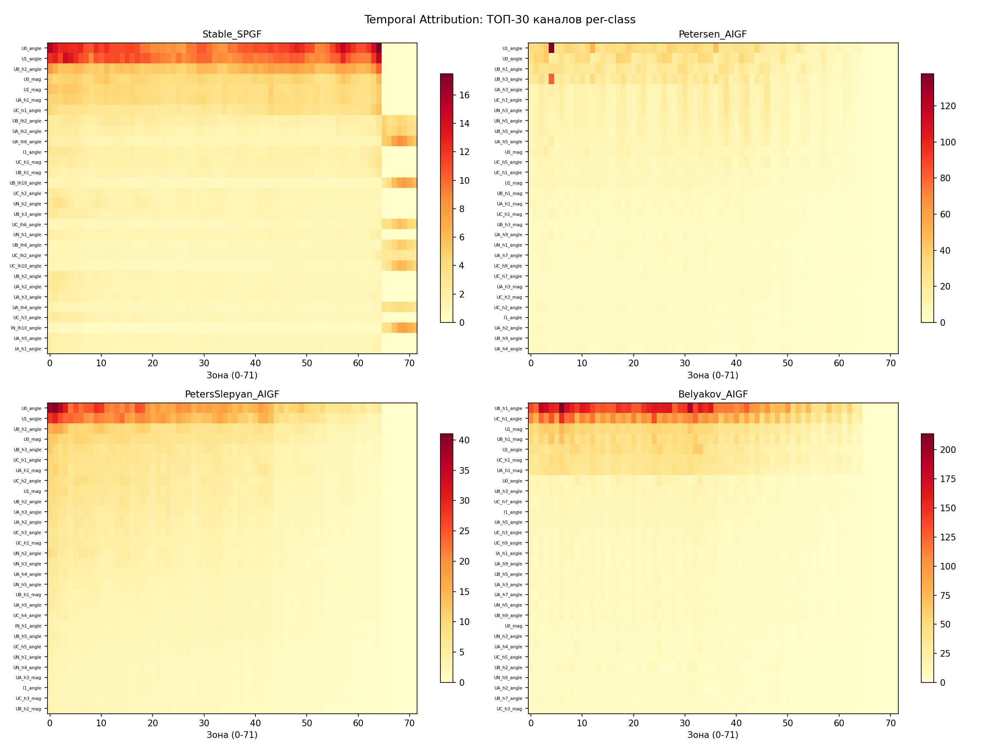 Temporal Attribution: ТОП-30 каналов per-class
Stable_SPGF
U0_angle
U1_angle
UB_h1_angle
U0_mag
U1_mag
UA_h1_mag
UC_h1_angle
UB_lh2_angle
UA_lh2_angle
UA_lh6_angle
I1_angle
UC_h1_mag
UB_h1_mag
UB_lh10_angle
UC_h2_angle
UN_h2_angle
UB_h3_angle
UC_lh6_angle
UN_h1_angle
UB_lh6_angle
UC_lh2_angle
UC_lh10_angle
UB_h2_angle
UA_h2_angle
UA_h3_angle
UA_lh4_angle
UC_h3_angle
IN_lh10_angle
UA_h5_angle
IA_h1_angle
0 10 20 30 40 50 60 70
Зона (0-71)
16
14
12
10
8
6
4
2
0
Petersen_AIGF
U1_angle
U0_angle
UB_h1_angle
UB_h3_angle
UA_h3_angle
UC_h3_angle
UN_h3_angle
UN_h5_angle
UB_h5_angle
UA_h5_angle
U0_mag
UC_h5_angle
UC_h1_angle
U1_mag
UB_h1_mag
UA_h1_mag
UC_h1_mag
UB_h3_mag
UA_h9_angle
UN_h1_angle
UA_h7_angle
UC_h9_angle
UC_h7_angle
UA_h3_mag
UC_h3_mag
UC_h2_angle
I1_angle
UA_h2_angle
UB_h9_angle
UA_h4_angle
0 10 20 30 40 50 60 70
Зона (0-71)
120
100
80
60
40
20
0
PetersSlepyan_AIGF
U0_angle
U1_angle
UB_h1_angle
U0_mag
UB_h3_angle
UC_h1_angle
UA_h1_mag
UC_h2_angle
U1_mag
UB_h2_angle
UA_h3_angle
UA_h2_angle
UC_h3_angle
UC_h1_mag
UN_h2_angle
UN_h3_angle
UA_h4_angle
UN_h5_angle
UB_h1_mag
UA_h5_angle
UC_h4_angle
IN_h1_angle
UB_h5_angle
UC_h5_angle
UN_h1_angle
UN_h4_angle
UA_h3_mag
I1_angle
UC_h3_mag
UB_h2_mag
0 10 20 30 40 50 60 70
Зона (0-71)
40
35
30
25
20
15
10
5
0
Belyakov_AIGF
UB_h1_angle
UC_h1_angle
U1_mag
UB_h1_mag
U1_angle
UC_h1_mag
UA_h1_mag
U0_angle
UB_h3_angle
UC_h7_angle
I1_angle
UA_h5_angle
UC_h3_angle
UC_h9_angle
IA_h1_angle
UA_h9_angle
UB_h5_angle
UA_h3_angle
UA_h7_angle
UN_h5_angle
UB_h9_angle
U0_mag
UN_h3_angle
UA_h4_angle
UC_h5_angle
UB_h2_angle
UN_h9_angle
UA_h2_angle
UB_h7_angle
UC_h3_mag
0 10 20 30 40 50 60 70
Зона (0-71)
200
175
150
125
100
75
50
25
0